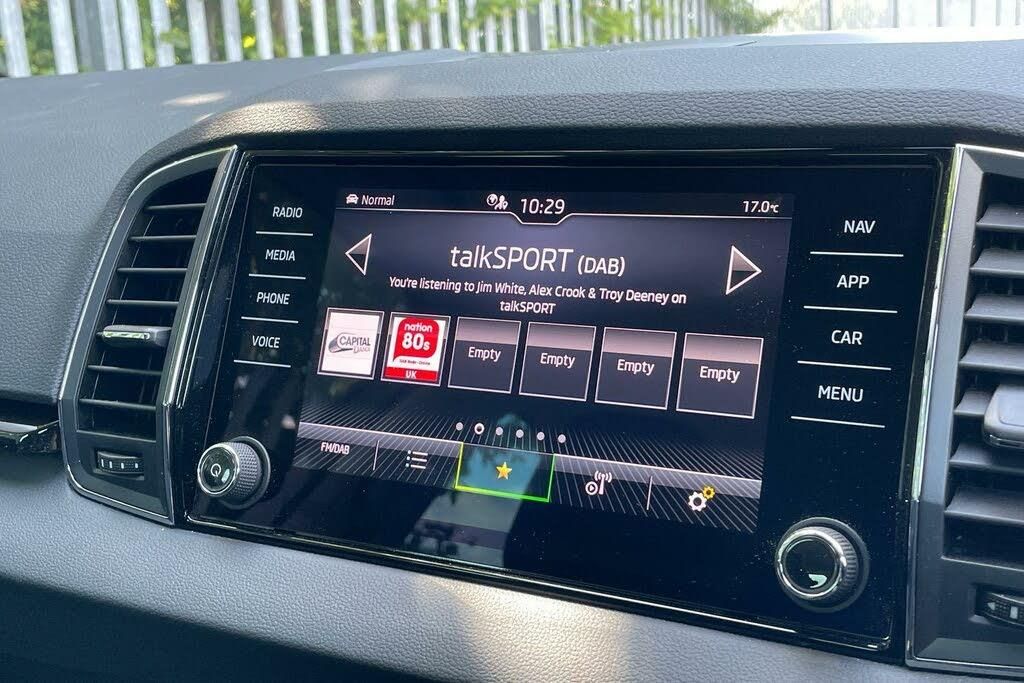 Normal
10:29
17.0°C
RADIO
MEDIA
PHONE
VOICE
talkSPORT (DAB)
You're listening to Jim White, Alex Crook & Troy Deeney on
talkSPORT
CAPITAL
DANCE
nation
80s
UK
Empty
Empty
Empty
Empty
FM/DAB
NAV
APP
CAR
MENU